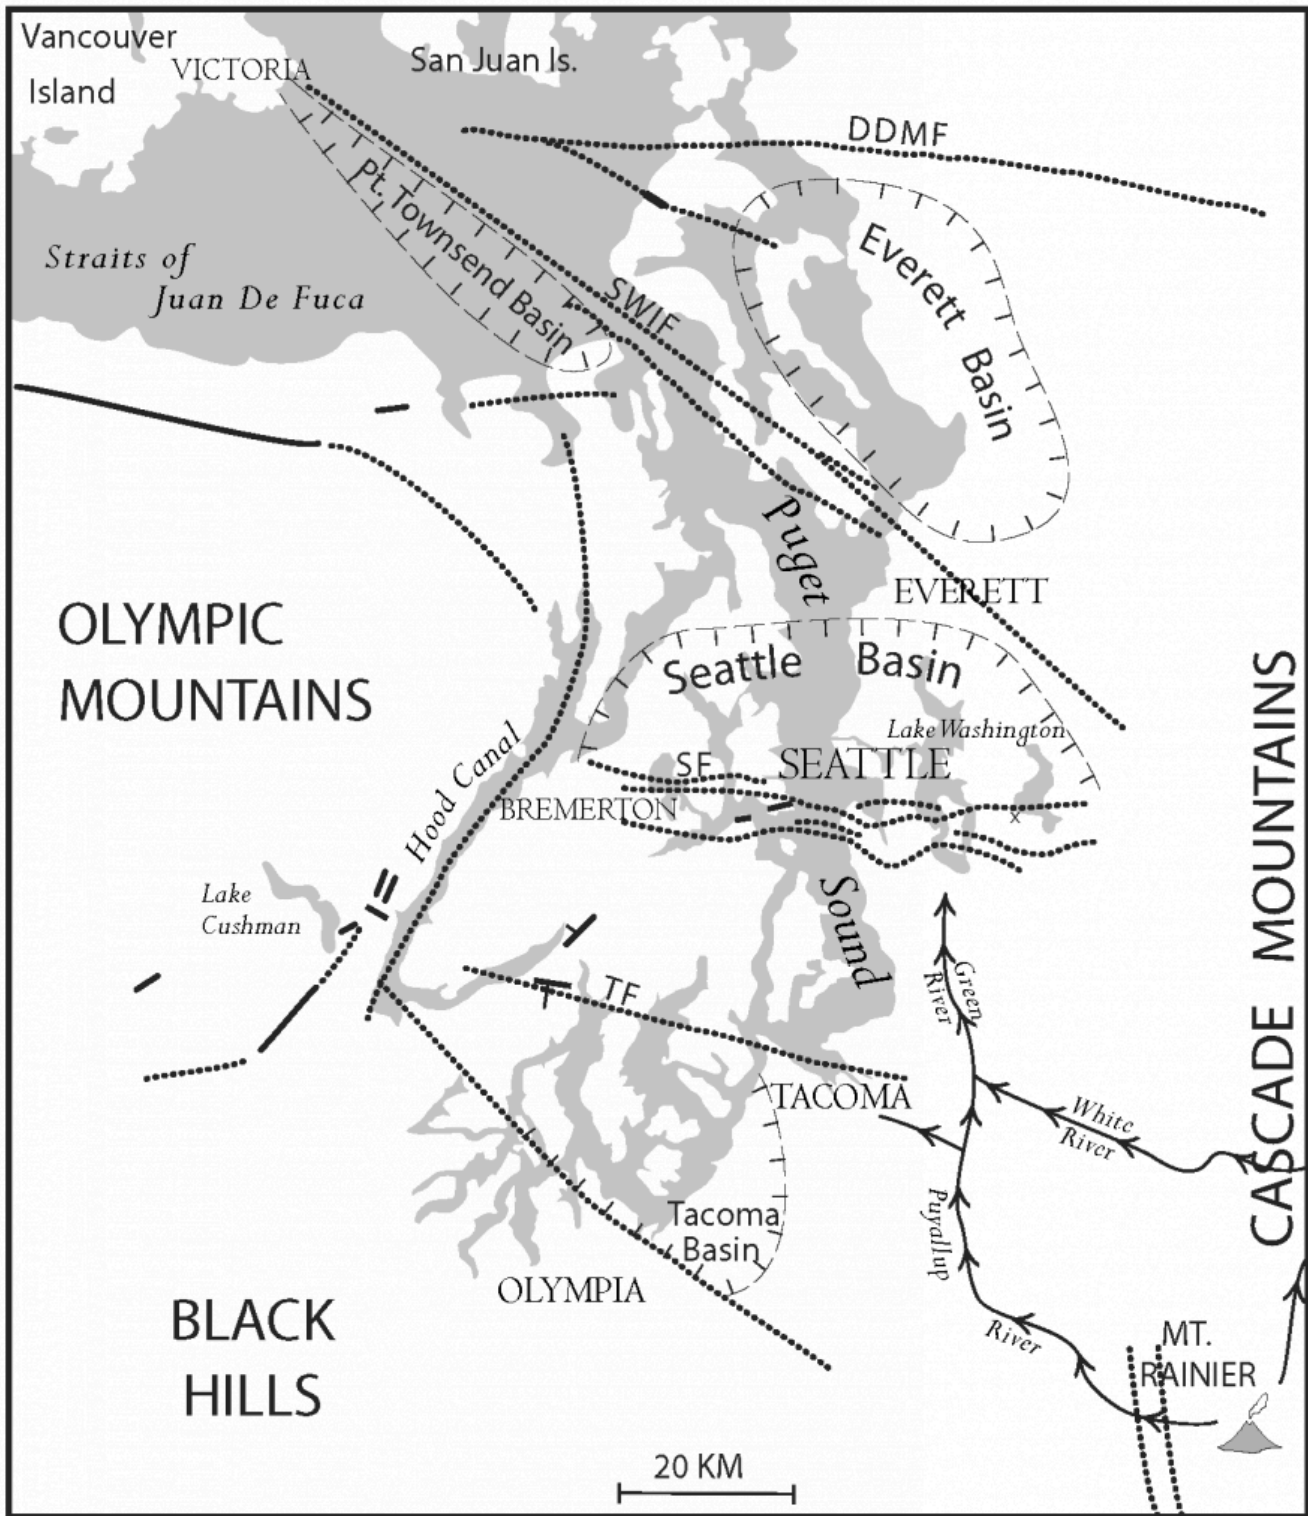 Vancouver
Island
VICTORIA
San Juan Is.
DDMF
Pt. Townsend Basin
Everett Basin
Straits of
Juan De Fuca
SWIF
Puget
EVERETT
OLYMPIC
MOUNTAINS
Seattle Basin
Lake Washington
SF
SEATTLE
BREMERTON
Hood Canal
CASCADE MOUNTAINS
Lake
Cushman
Sound
Green
River
TF
TACOMA
White
River
Puyallup
River
Tacoma
Basin
OLYMPIA
BLACK
HILLS
MT.
RAINIER
20 KM
x